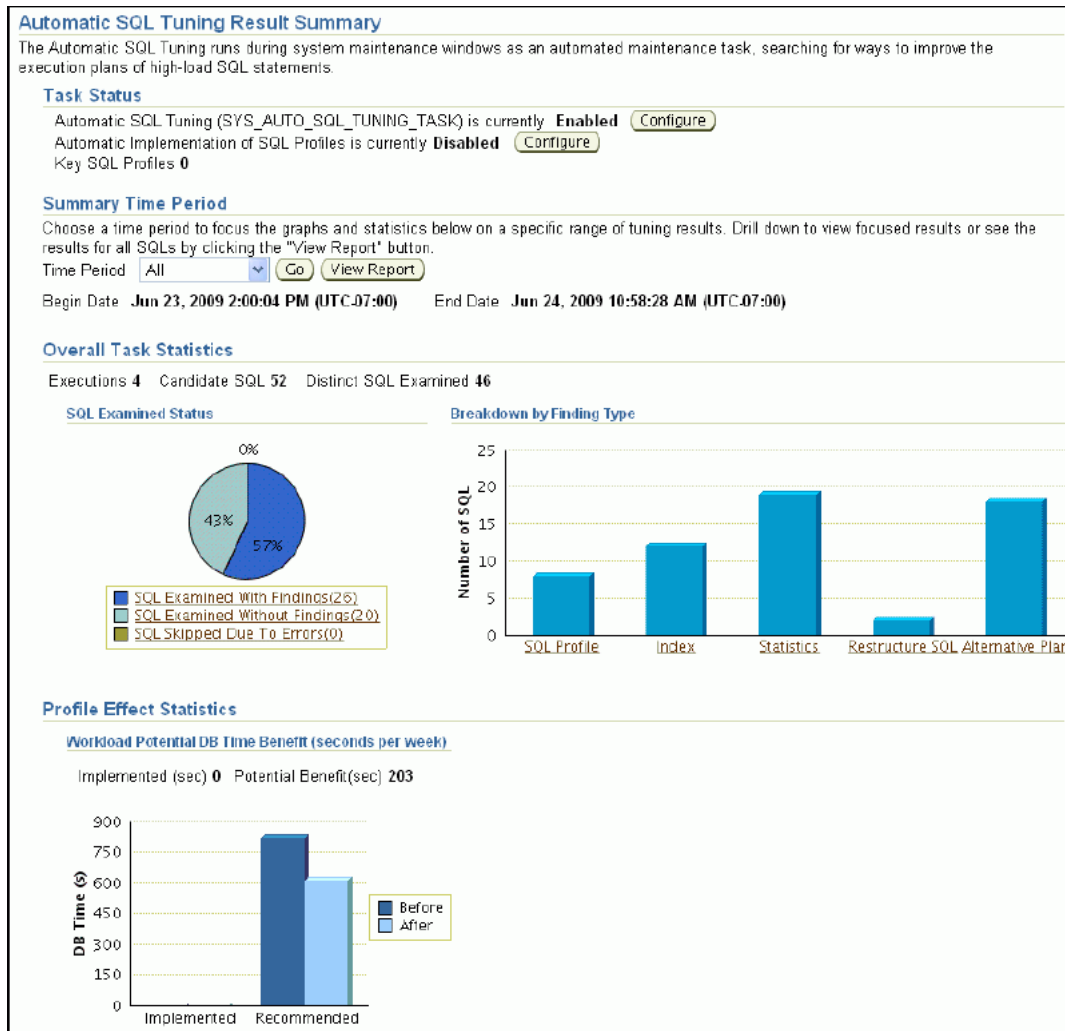 Automatic SQL Tuning Result Summary
The Automatic SQL Tuning runs during system maintenance windows as an automated maintenance task, searching for ways to improve the
execution plans of high-load SQL statements.
Task Status
Automatic SQL Tuning (SYS_AUTO_SQL_TUNING_TASK) is currently Enabled Configure
Automatic Implementation of SQL Profiles is currently Disabled Configure
Key SQL Profiles 0
Summary Time Period
Choose a time period to focus the graphs and statistics below on a specific range of tuning results. Drill down to view focused results or see the
results for all SQLs by clicking the "View Report" button.
Time Period All Go View Report
Begin Date Jun 23, 2009 2:00:04 PM (UTC-07:00) End Date Jun 24, 2009 10:58:28 AM (UTC-07:00)
Overall Task Statistics
Executions 4 Candidate SQL 52 Distinct SQL Examined 46
SQL Examined Status
0%
43%
57%
SQL Examined With Findings(26)
SQL Examined Without Findings(20)
SQL Skipped Due To Errors(0)
Breakdown by Finding Type
Number of SQL
25
20
15
10
5
0
SQL Profile Index Statistics Restructure SQL Alternative Plan
Profile Effect Statistics
Workload Potential DB Time Benefit (seconds per week)
Implemented (sec) 0 Potential Benefit(sec) 203
DB Time (s)
900
750
600
450
300
150
0
Implemented Recommended
Before
After